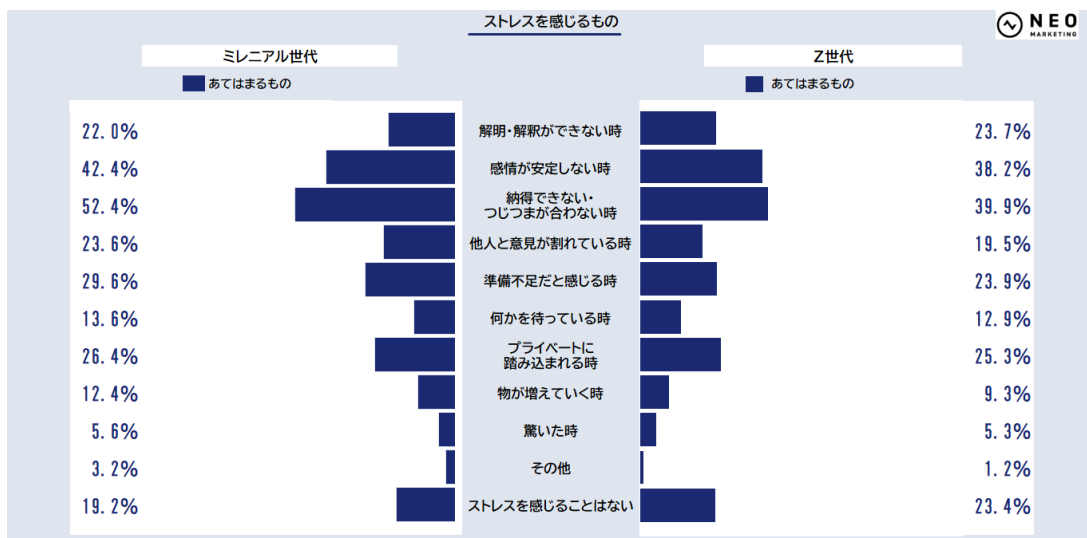 ストレスを感じるもの
NEO
MARKETING
ミレニアル世代
Z世代
あてはまるもの
あてはまるもの
22.0%
解明・解釈ができない時
23.7%
42.4%
感情が安定しない時
38.2%
52.4%
納得できない・
つじつまが合わない時
39.9%
23.6%
他人と意見が割れている時
19.5%
29.6%
準備不足だと感じる時
23.9%
13.6%
何かを待っている時
12.9%
26.4%
プライベートに
踏み込まれる時
25.3%
12.4%
物が増えていく時
9.3%
5.6%
驚いた時
5.3%
3.2%
その他
1.2%
19.2%
ストレスを感じることはない
23.4%